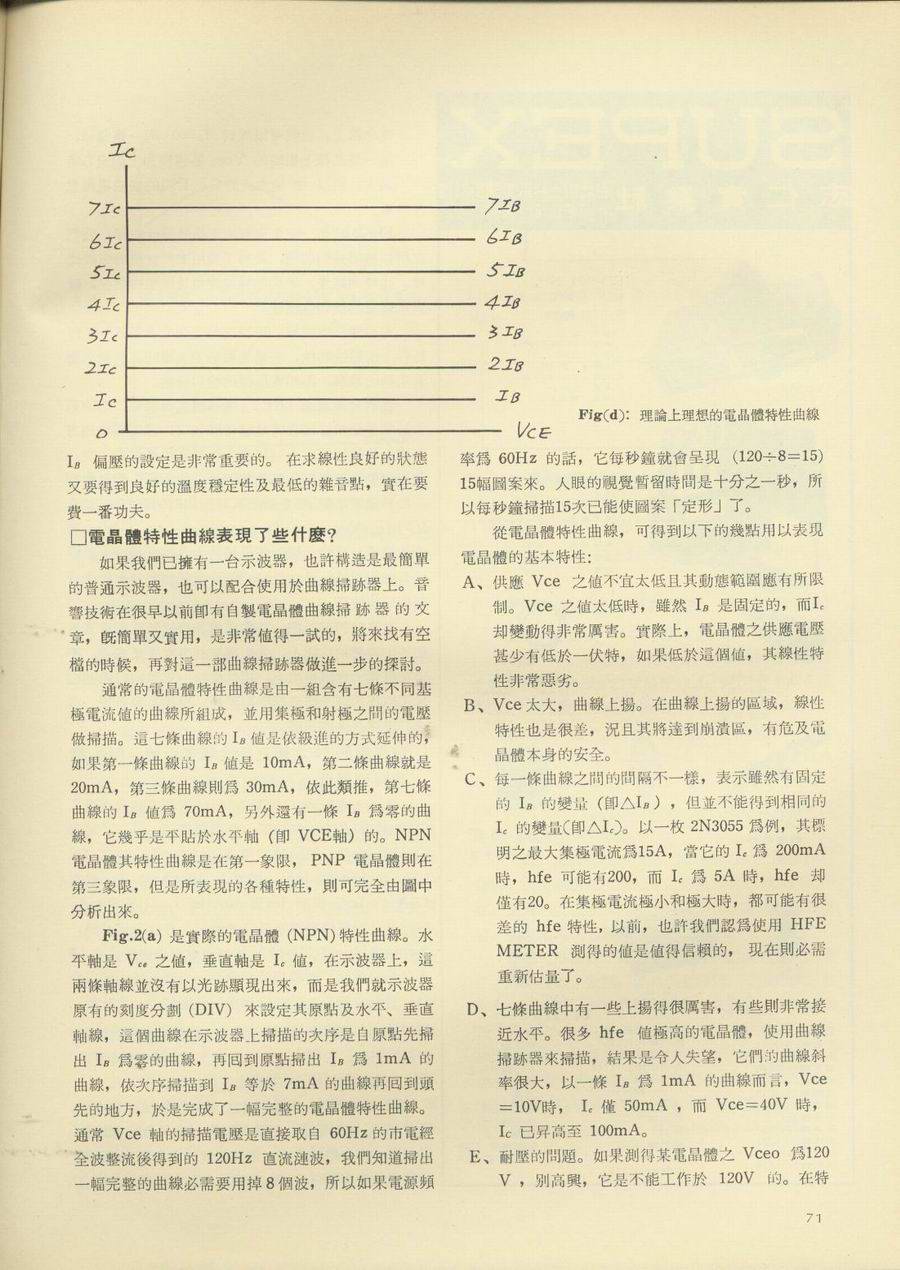 Ic
7Ic 7IB
6Ic 6IB
5Ic 5IB
4Ic 4IB
3Ic 3IB
2Ic 2IB
Ic IB
0 VCE
Fig(d)：理論上理想的電晶體特性曲線
IB 偏壓的設定是非常重要的。在求線性良好的狀態
又要得到良好的溫度穩定性及最低的雜音點，實在要
費一番功夫。
□電晶體特性曲線表現了些什麼?
如果我們已擁有一台示波器，也許構造是最簡單
的普通示波器，也可以配合使用於曲線掃跡器上。音
響技術在很早以前卽有自製電晶體曲線掃跡器的文
章，旣簡單又實用，是非常値得一試的，將來找有空
檔的時候，再對這一部曲線掃跡器做進一步的探討。
通常的電晶體特性曲線是由一組含有七條不同基
極電流値的曲線所組成，並用集極和射極之間的電壓
做掃描。這七條曲線的 IB 値是依級進的方式延伸的，
如果第一條曲線的 IB 値是 10mA，第二條曲線就是
20mA，第三條曲線則爲 30mA，依此類推，第七條
曲線的 IB 値爲 70mA，另外還有一條 IB 爲零的曲
線，它幾乎是平貼於水平軸（卽 VCE軸）的。NPN
電晶體其特性曲線是在第一象限， PNP 電晶體則在
第三象限，但是所表現的各種特性，則可完全由圖中
分析出來。
Fig.2(a) 是實際的電晶體 (NPN) 特性曲線。水
平軸是 Vce 之値，垂直軸是 Ic 値，在示波器上，這
兩條軸線並沒有以光跡顯現出來，而是我們就示波器
原有的刻度分劃 (DIV) 來設定其原點及水平、垂直
軸線，這個曲線在示波器上掃描的次序是自原點先掃
出 IB 爲零的曲線，再囘到原點掃出 IB 爲 1mA 的
曲線，依次序掃描到 IB 等於 7mA 的曲線再囘到頭
先的地方，於是完成了一幅完整的電晶體特性曲線。
通常 Vce 軸的掃描電壓是直接取自 60Hz 的市電經
全波整流後得到的 120Hz 直流漣波，我們知道掃出
一幅完整的曲線必需要用掉 8 個波，所以如果電源頻
率爲 60Hz 的話，它每秒鐘就會呈現 (120÷8=15)
15幅圖案來。人眼的視覺暫留時間是十分之一秒，所
以每秒鐘掃描15次已能使圖案「定形」了。
從電晶體特性曲線，可得到以下的幾點用以表現
電晶體的基本特性：
A、供應 Vce 之値不宜太低且其動態範圍應有所限
制。Vce 之値太低時，雖然 IB 是固定的，而Ic
却變動得非常厲害。實際上，電晶體之供應電壓
甚少有低於一伏特，如果低於這個値，其線性特
性非常惡劣。
B、Vce 太大，曲線上揚。在曲線上揚的區域，線性
特性也是很差，況且其將達到崩潰區，有危及電
晶體本身的安全。
C、每一條曲線之間的間隔不一樣，表示雖然有固定
的 IB 的變量（卽△IB），但並不能得到相同的
Ic 的變量(卽△Ic)。以一枚 2N3055 爲例，其標
明之最大集極電流爲15A，當它的 Ic 爲 200mA
時，hfe 可能有200，而 Ic 爲 5A 時，hfe 却
僅有20。在集極電流極小和極大時，都可能有很
差的 hfe 特性，以前，也許我們認爲使用 HFE
METER 測得的値是値得信賴的， 現在則必需
重新估量了。
D、七條曲線中有一些上揚得很厲害，有些則非常接
近水平。很多 hfe 値極高的電晶體，使用曲線
掃跡器來掃描，結果是令人失望，它們的曲線斜
率很大，以一條 IB 爲 1mA 的曲線而言，Vce
=10V時， Ic 僅 50mA ，而 Vce=40V 時，
Ic 已昇高至 100mA。
E、耐壓的問題。如果測得某電晶體之 Vceo 爲120
V ，別高興，它是不能工作於 120V 的。在特
71